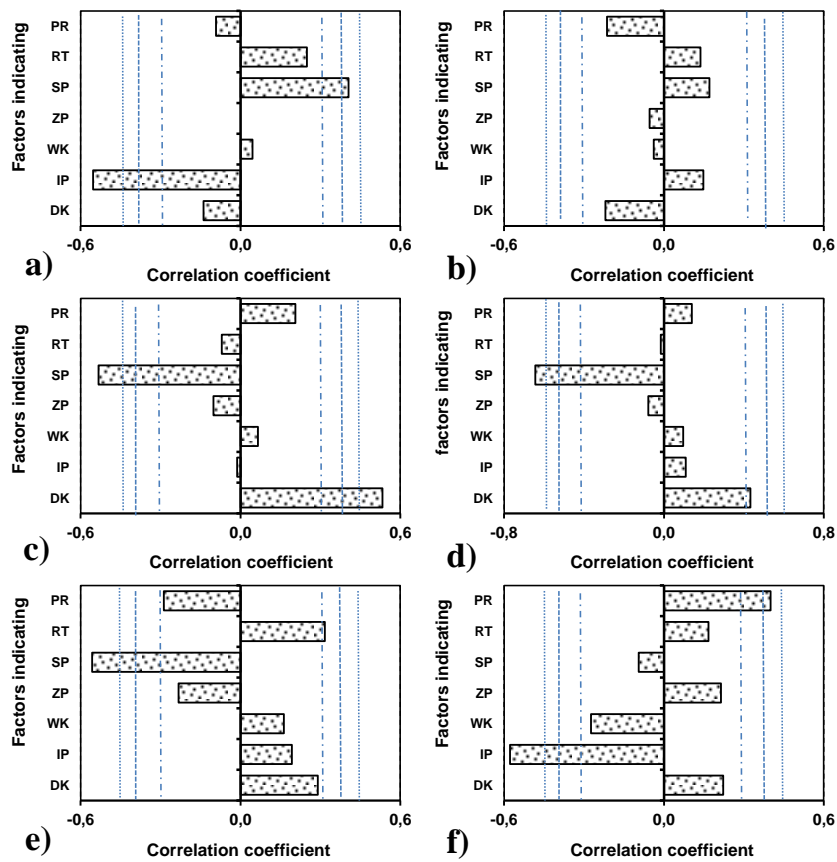 Factors indicating
PR
RT
SP
ZP
WK
IP
DK
-0,6 0,0 0,6
a)
Correlation coefficient
Factors indicating
PR
RT
SP
ZP
WK
IP
DK
-0,6 0,0 0,6
b)
Correlation coefficient
Factors indicating
PR
RT
SP
ZP
WK
IP
DK
-0,6 0,0 0,6
c)
Correlation coefficient
factors indicating
PR
RT
SP
ZP
WK
IP
DK
-0,8 0,0 0,8
d)
Correlation coefficient
Factors indicating
PR
RT
SP
ZP
WK
IP
DK
-0,6 0,0 0,6
e)
Correlation coefficient
Factors indicating
PR
RT
SP
ZP
WK
IP
DK
-0,6 0,0 0,6
f)
Correlation coefficient